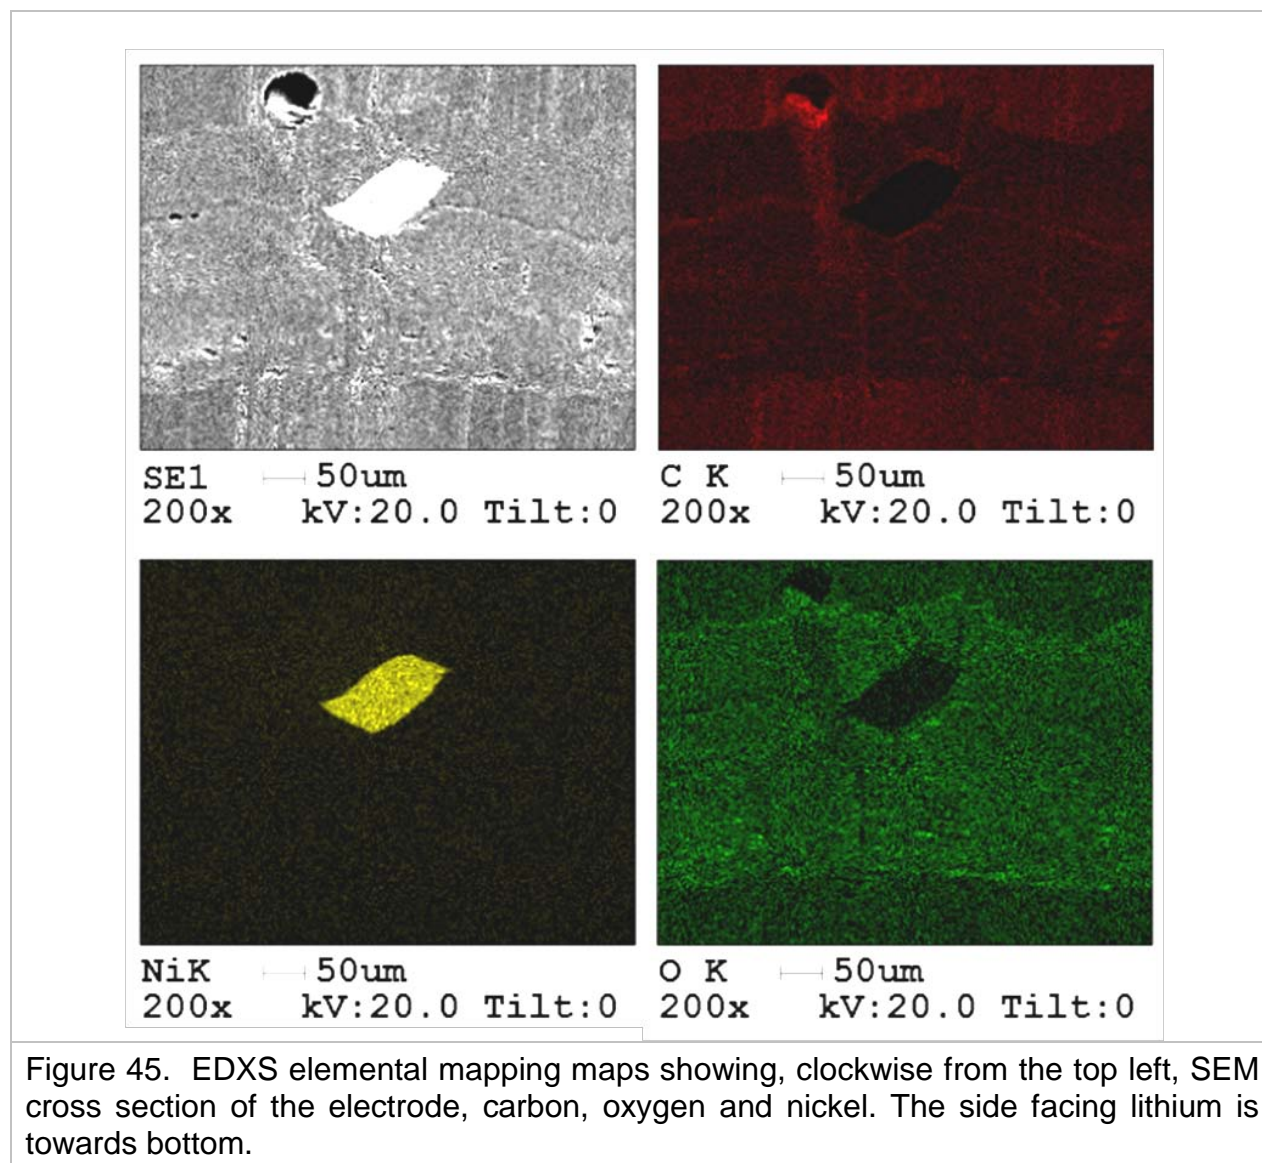 SE1 50um
200x kV:20.0 Tilt:0
C K 50um
200x kV:20.0 Tilt:0
NiK 50um
200x kV:20.0 Tilt:0
O K 50um
200x kV:20.0 Tilt:0
Figure 45. EDXS elemental mapping maps showing, clockwise from the top left, SEM
cross section of the electrode, carbon, oxygen and nickel. The side facing lithium is
towards bottom.